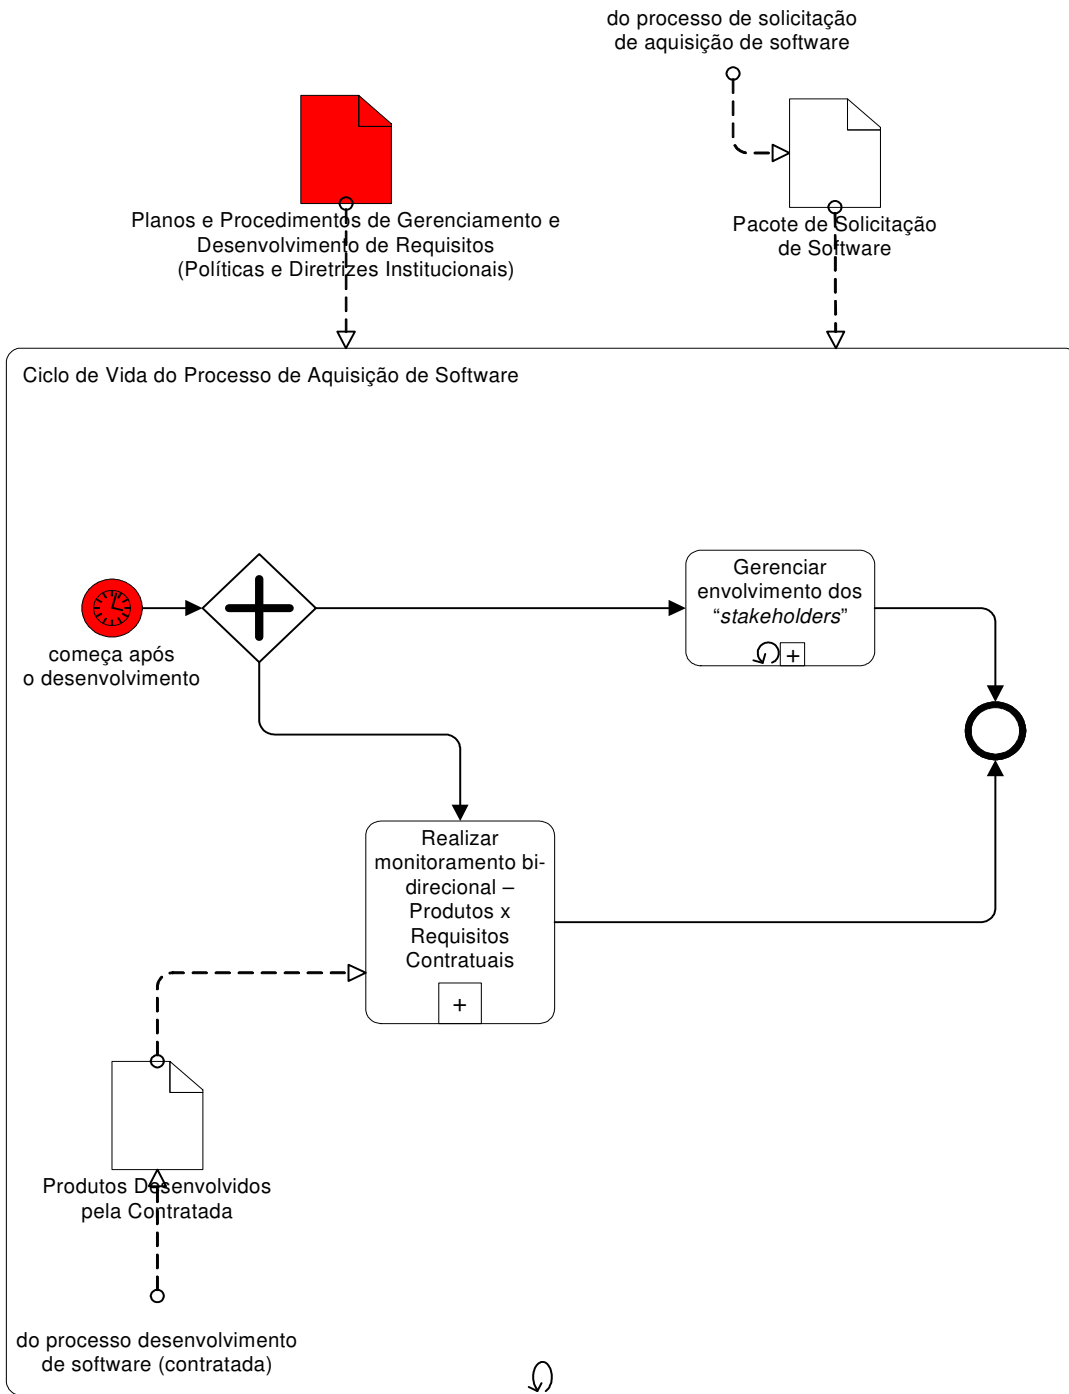 do processo de solicitação
de aquisição de software
Planos e Procedimentos de Gerenciamento e
Desenvolvimento de Requisitos
(Políticas e Diretrizes Institucionais)
Pacote de Solicitação
de Software
Ciclo de Vida do Processo de Aquisição de Software
começa após
o desenvolvimento
Gerenciar
envolvimento dos
“stakeholders”
+
Realizar
monitoramento bi-
direcional –
Produtos x
Requisitos
Contratuais
+
Produtos Desenvolvidos
pela Contratada
do processo desenvolvimento
de software (contratada)